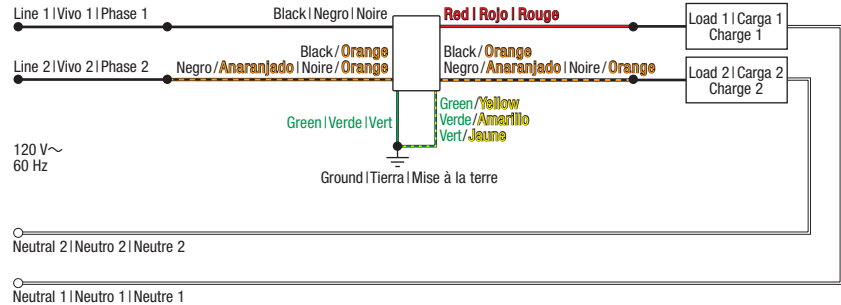 Line 1 | Vivo 1 | Phase 1
Black | Negro | Noire
Red | Rojo | Rouge
Load 1 | Carga 1
Charge 1
Line 2 | Vivo 2 | Phase 2
Black/Orange
Negro/Anaranjado | Noire/Orange
Black/Orange
Negro/Anaranjado | Noire/Orange
Load 2 | Carga 2
Charge 2
Green | Verde | Vert
Green/Yellow
Verde/Amarillo
Vert/Jaune
120 V~
60 Hz
Ground | Tierra | Mise à la terre
Neutral 2 | Neutro 2 | Neutre 2
Neutral 1 | Neutro 1 | Neutre 1